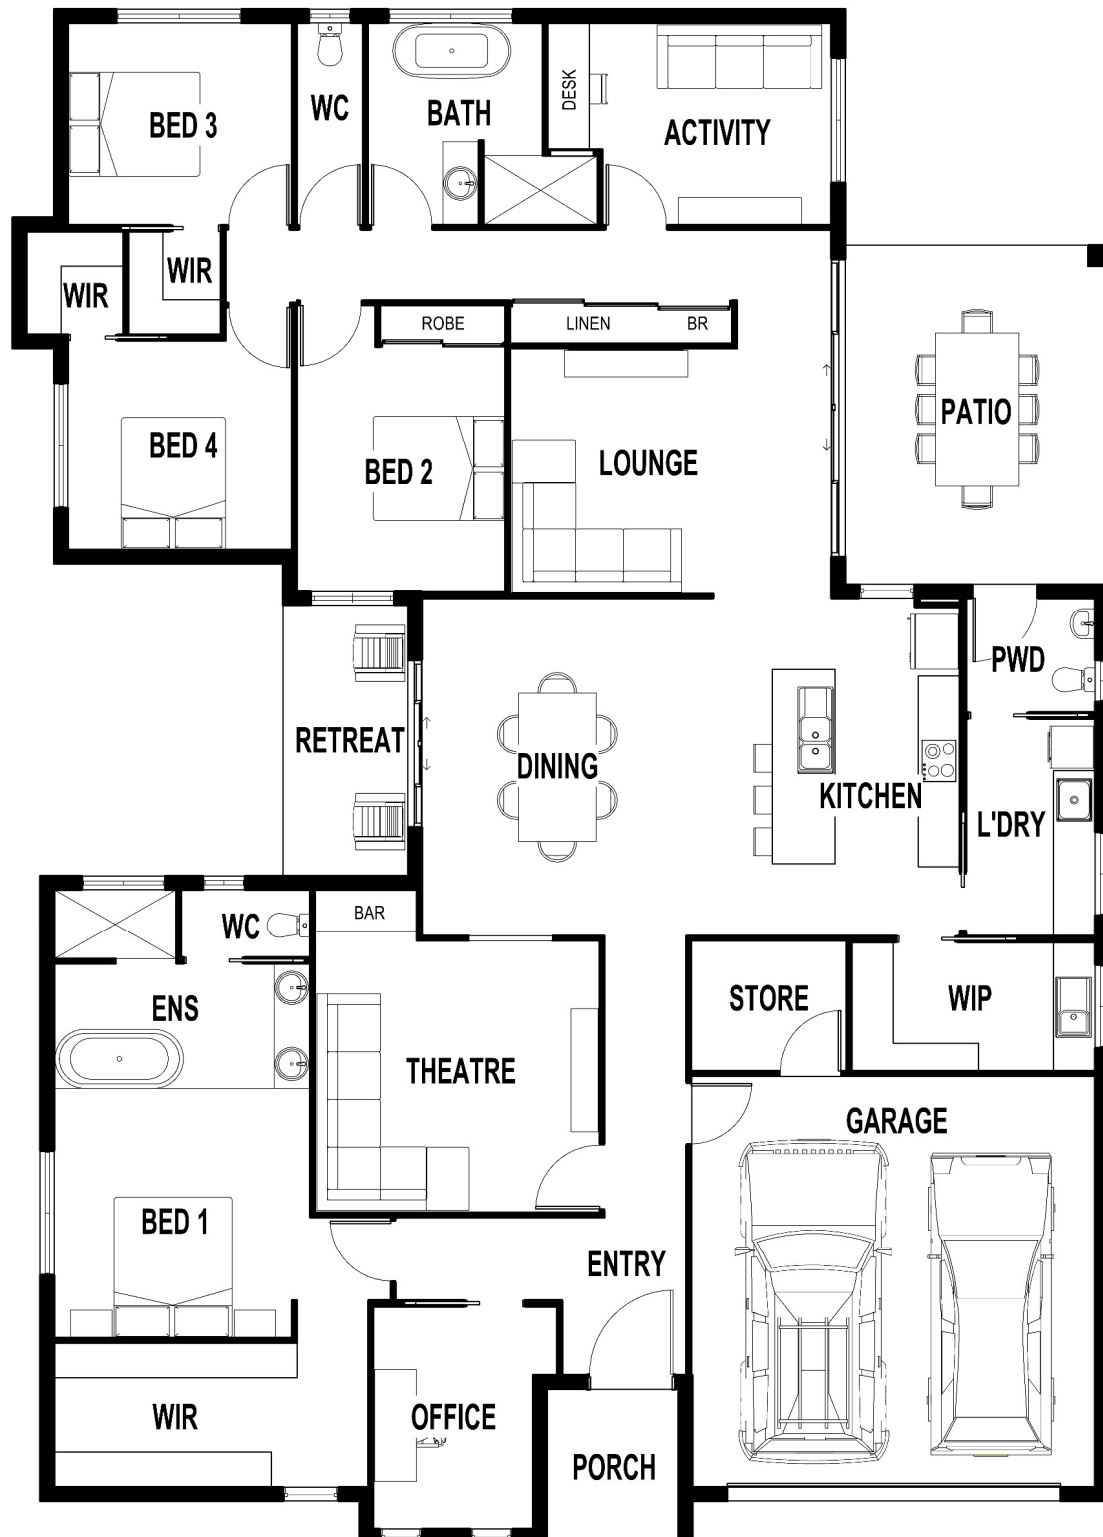 BED 3
WC
BATH
DESK
ACTIVITY
WIR
WIR
ROBE
LINEN
BR
BED 4
BED 2
LOUNGE
PATIO
PWD
RETREAT
DINING
KITCHEN
L'DRY
BAR
WC
ENS
STORE
WIP
THEATRE
GARAGE
BED 1
ENTRY
WIR
OFFICE
PORCH